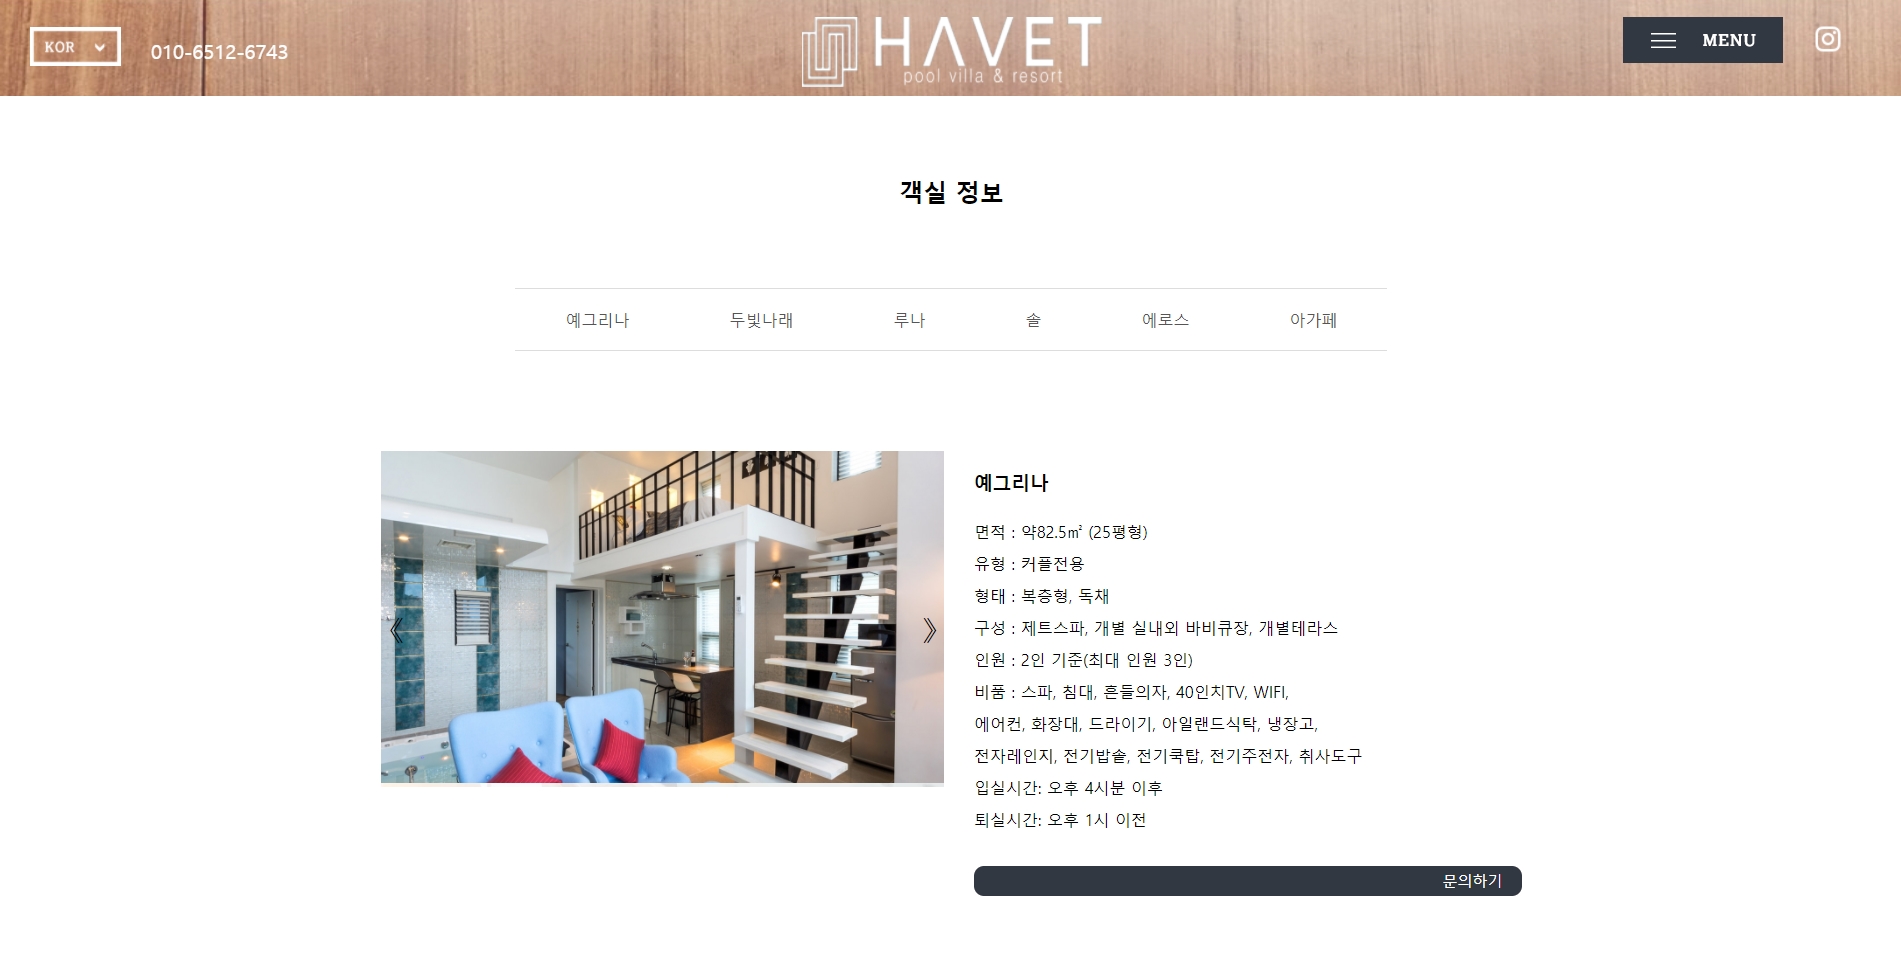 KOR
010-6512-6743
HAVET
pool villa & resort
MENU
객실 정보
예그리나 두빛나래 루나 솔 에로스 아가페
예그리나
면적 : 약82.5㎡ (25평형)
유형 : 커플전용
형태 : 복층형, 독채
구성 : 제트스파, 개별 실내외 바비큐장, 개별테라스
인원 : 2인 기준(최대 인원 3인)
비품 : 스파, 침대, 흔들의자, 40인치TV, WIFI,
에어컨, 화장대, 드라이기, 아일랜드식탁, 냉장고,
전자레인지, 전기밥솥, 전기쿡탑, 전기주전자, 취사도구
입실시간: 오후 4시분 이후
퇴실시간: 오후 1시 이전
문의하기